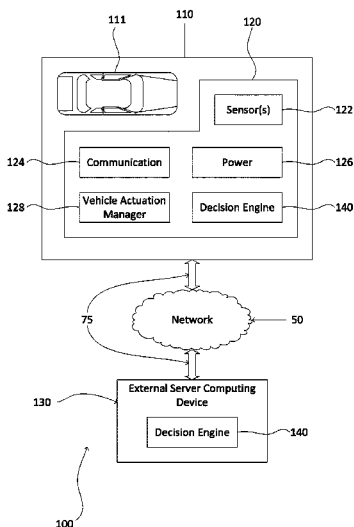 110
111
120
Sensor(s)
122
124
Communication
Power
126
128
Vehicle Actuation
Manager
Decision Engine
140
75
Network
50
External Server Computing
Device
130
Decision Engine
140
100